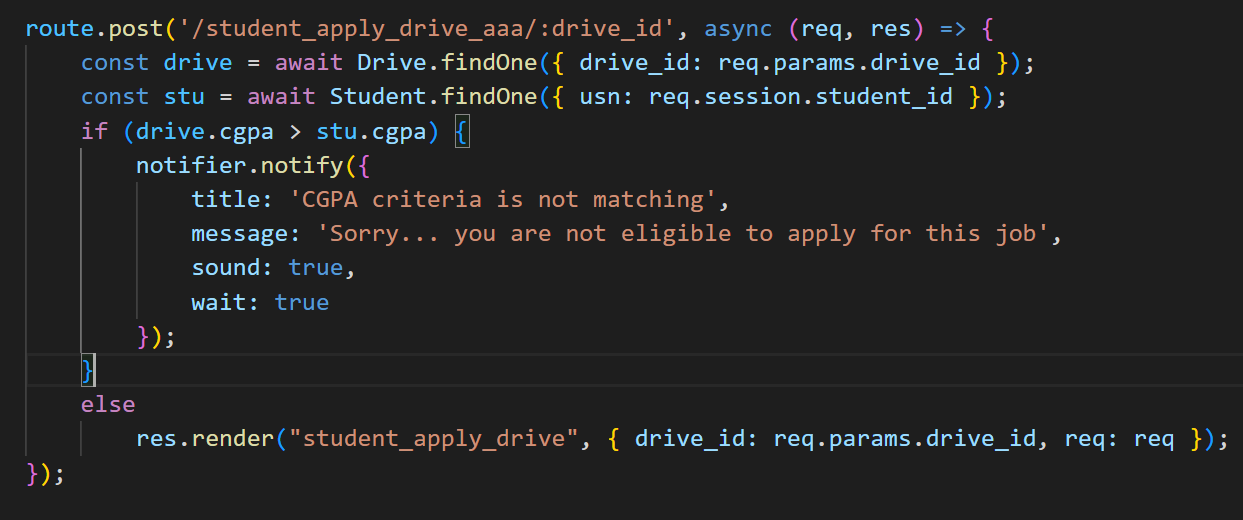 route.post('/student_apply_drive_aaa/:drive_id', async (req, res) => {
    const drive = await Drive.findOne({ drive_id: req.params.drive_id });
    const stu = await Student.findOne({ usn: req.session.student_id });
    if (drive.cgpa > stu.cgpa) {
        notifier.notify({
            title: 'CGPA criteria is not matching',
            message: 'Sorry... you are not eligible to apply for this job',
            sound: true,
            wait: true
        });
    }
    else
        res.render("student_apply_drive", { drive_id: req.params.drive_id, req: req });
});